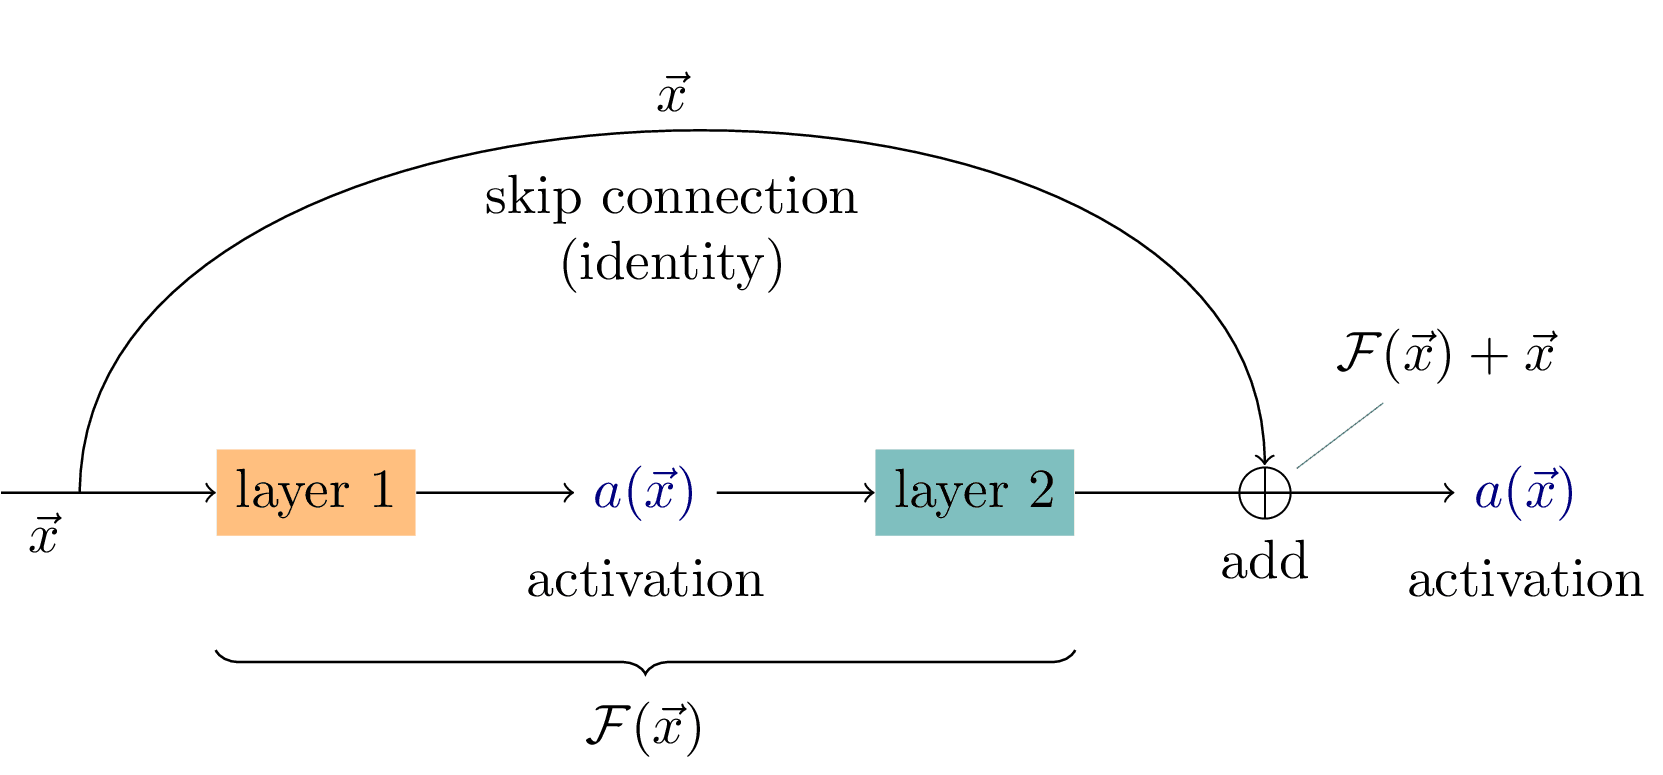 x⃗
skip connection
(identity)
ℱ(x⃗) + x⃗
layer 1
a(x⃗)
layer 2
a(x⃗)
x⃗
add
activation
activation
ℱ(x⃗)